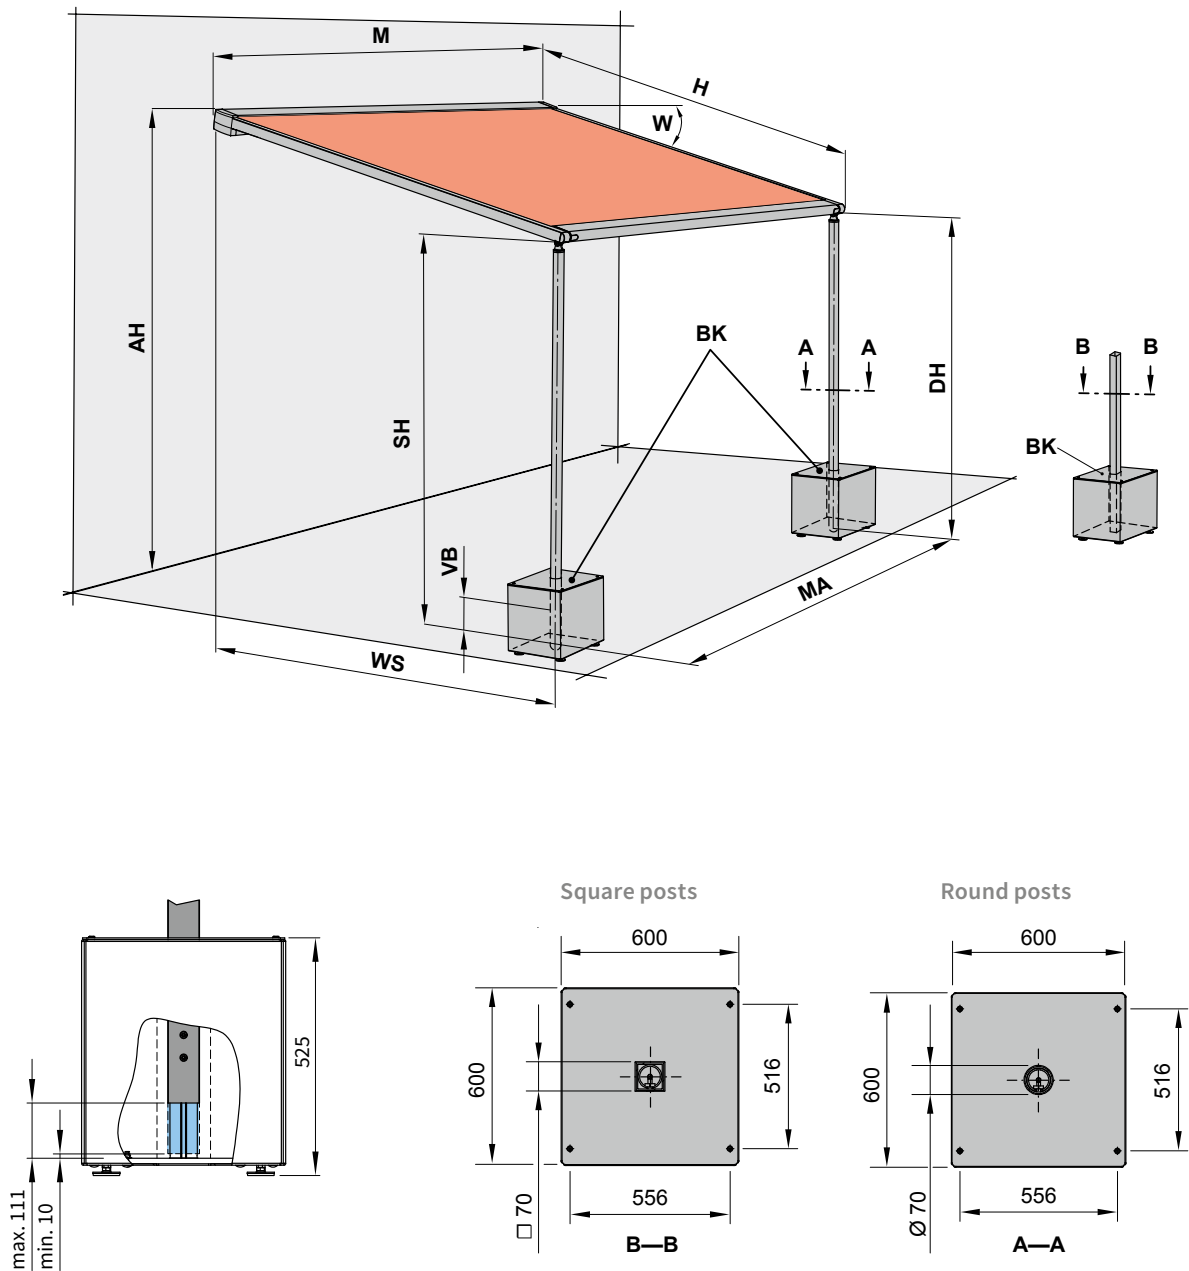 M
H
W
AH
BK
A A
DH
B B
SH
BK
VB
MA
WS
Square posts
Round posts
600
600
525
600
516
600
516
max. 111
min. 10
□ 70
556
Ø 70
556
B—B
A—A